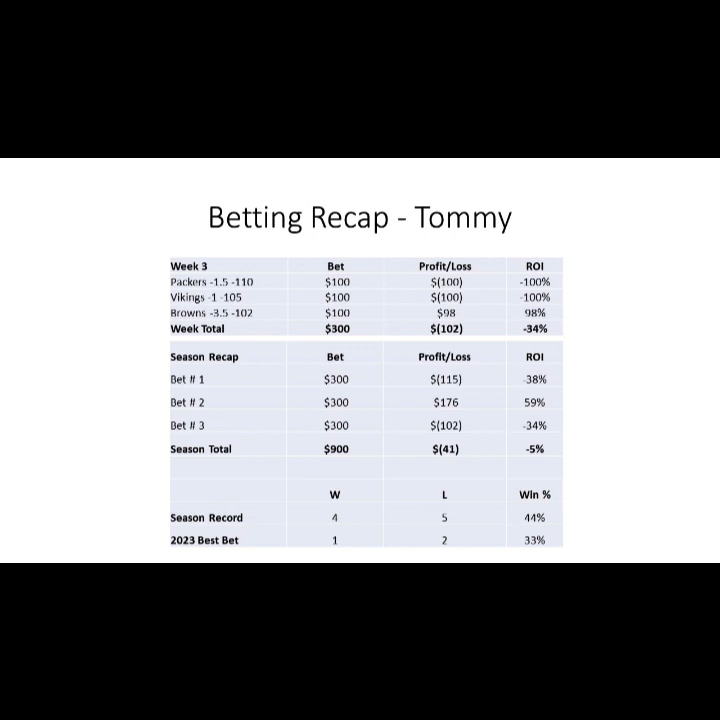 Betting Recap - Tommy
Week 3 Bet Profit/Loss ROI
Packers -1.5 -110 $100 $(100) -100%
Vikings -1 -105 $100 $(100) -100%
Browns -3.5 -102 $100 $98 98%
Week Total $300 $(102) -34%
Season Recap Bet Profit/Loss ROI
Bet # 1 $300 $(115) -38%
Bet # 2 $300 $176 59%
Bet # 3 $300 $(102) -34%
Season Total $900 $(41) -5%
W L Win %
Season Record 4 5 44%
2023 Best Bet 1 2 33%